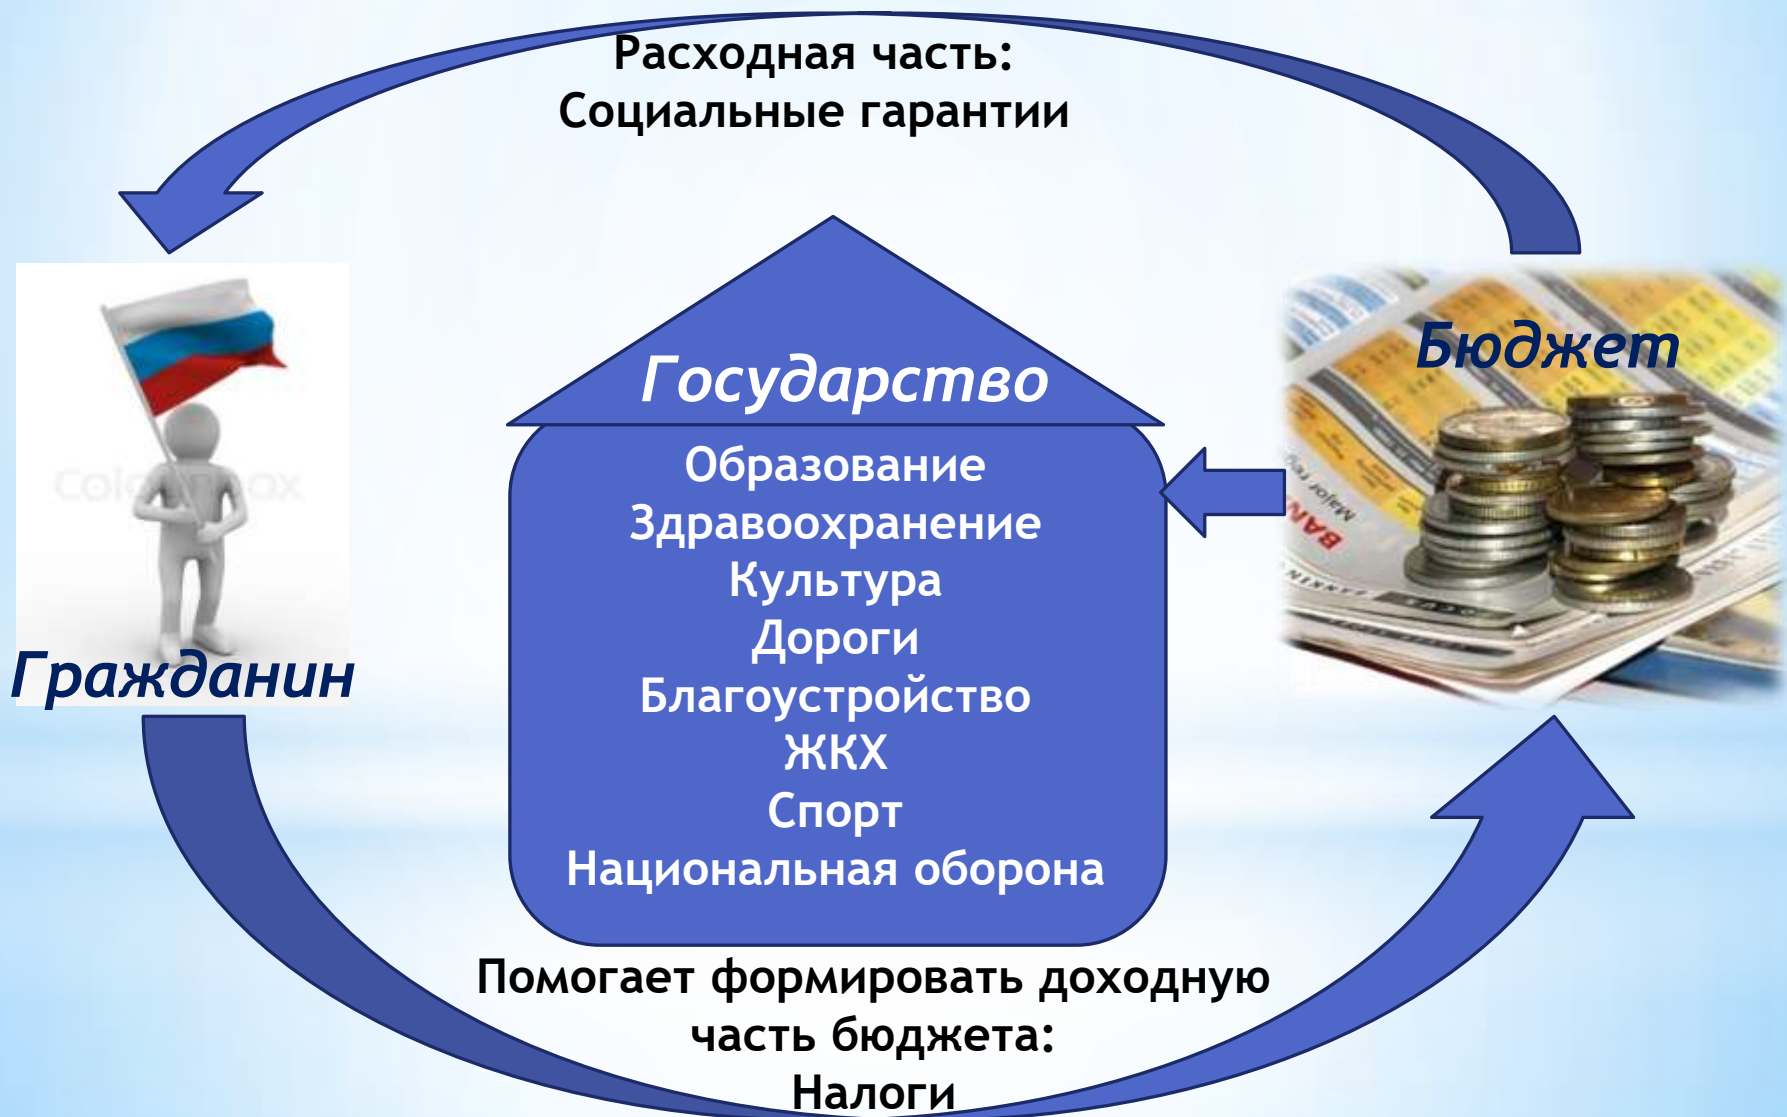 Расходная часть:
Социальные гарантии
Государство
Бюджет
Образование
Здравоохранение
Культура
Дороги
Благоустройство
ЖКХ
Спорт
Национальная оборона
Гражданин
Помогает формировать доходную
часть бюджета:
Налоги